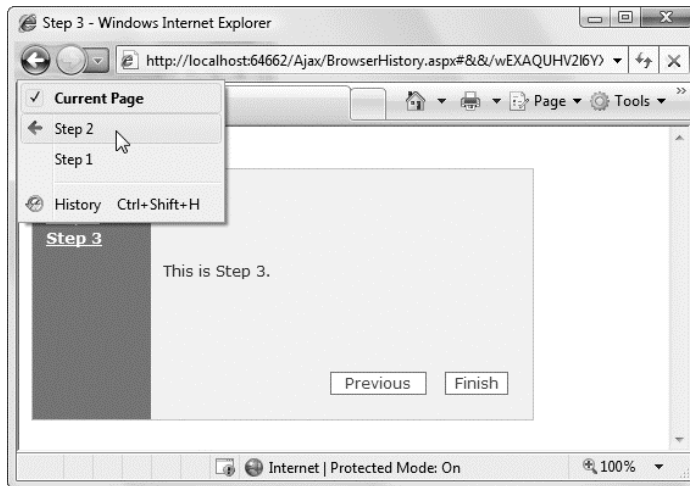 Step 3 - Windows Internet Explorer
http://localhost:64662/Ajax/BrowserHistory.aspx#&&/wEXAQUHV2l6Y
Current Page
Step 2
Step 1
History Ctrl+Shift+H
Page Tools
Step 3
This is Step 3.
Previous Finish
Internet | Protected Mode: On 100%